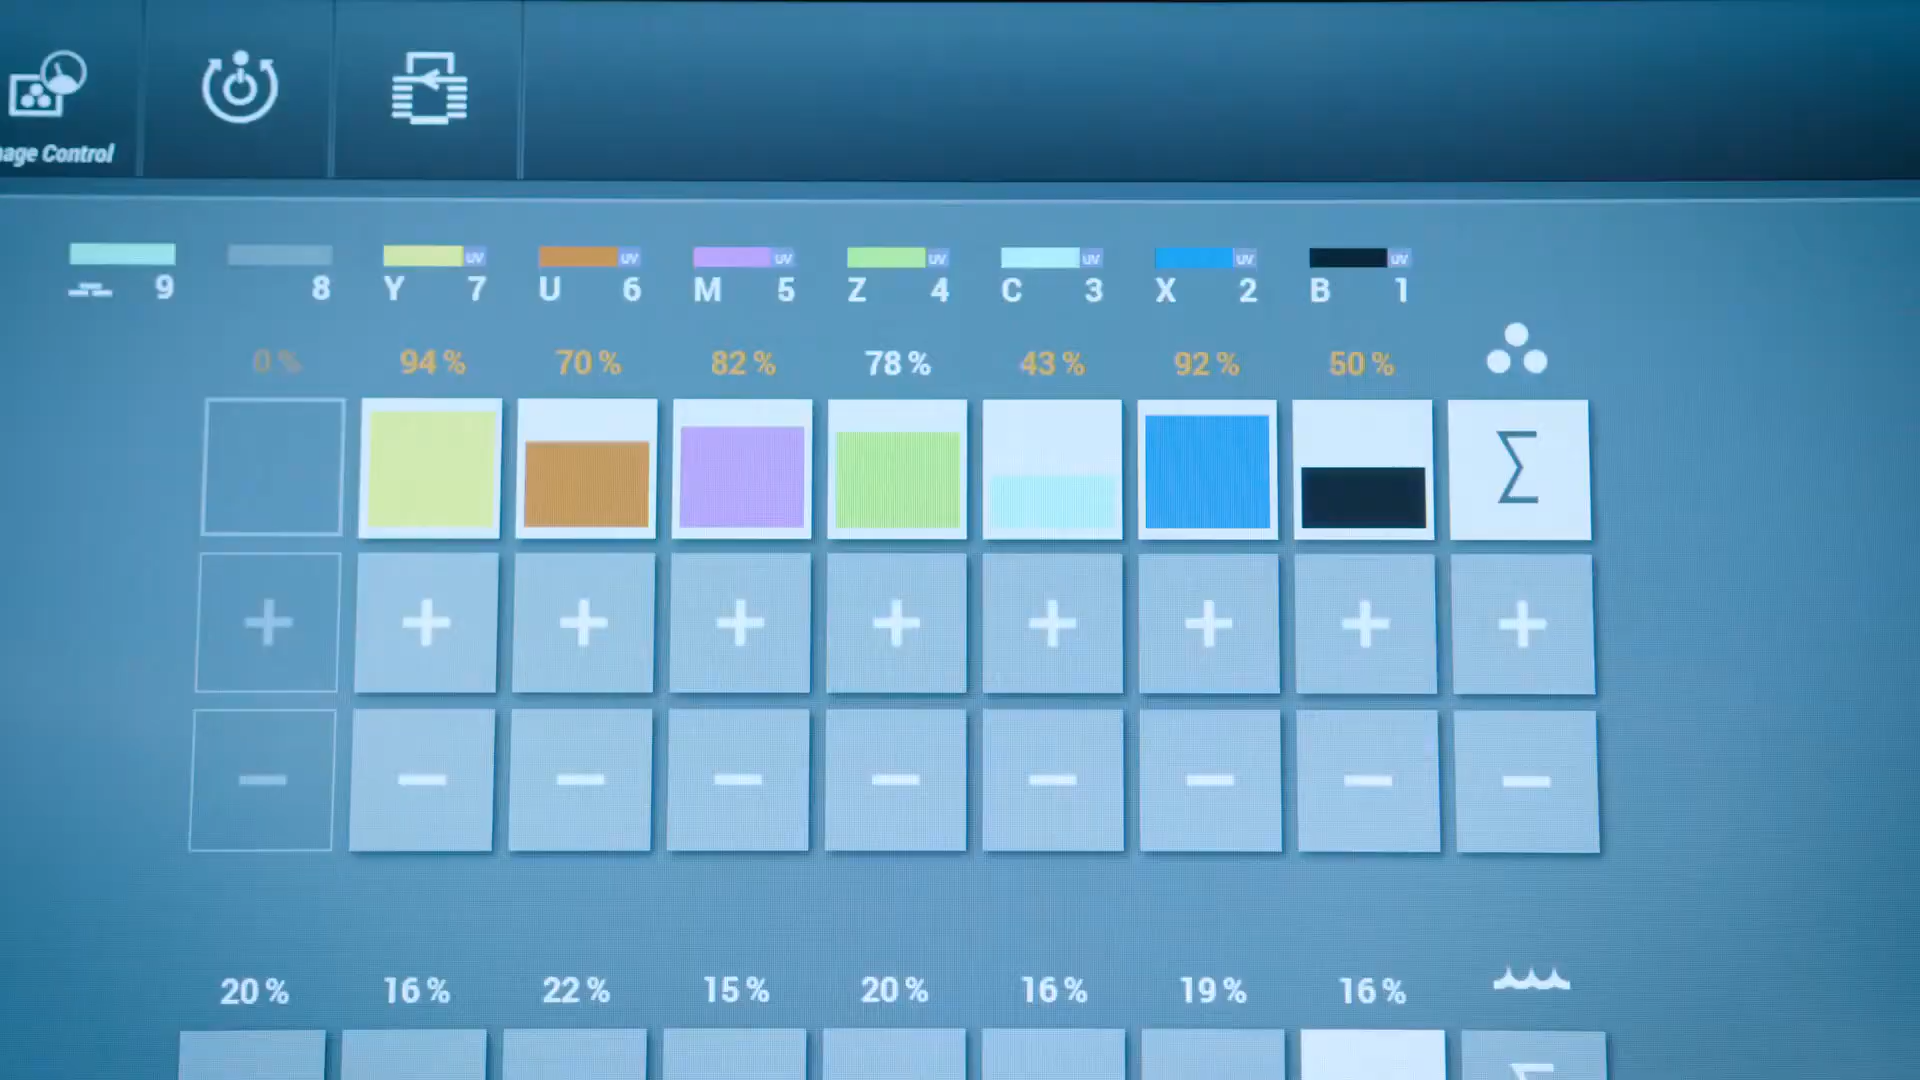 age Control
9 8 Y 7 U 6 M 5 Z 4 C 3 X 2 B 1
UV UV UV UV UV UV UV
0 % 94 % 70 % 82 % 78 % 43 % 92 % 50 %
Σ
+ + + + + + + + +
− − − − − − − − −
20 % 16 % 22 % 15 % 20 % 16 % 19 % 16 %